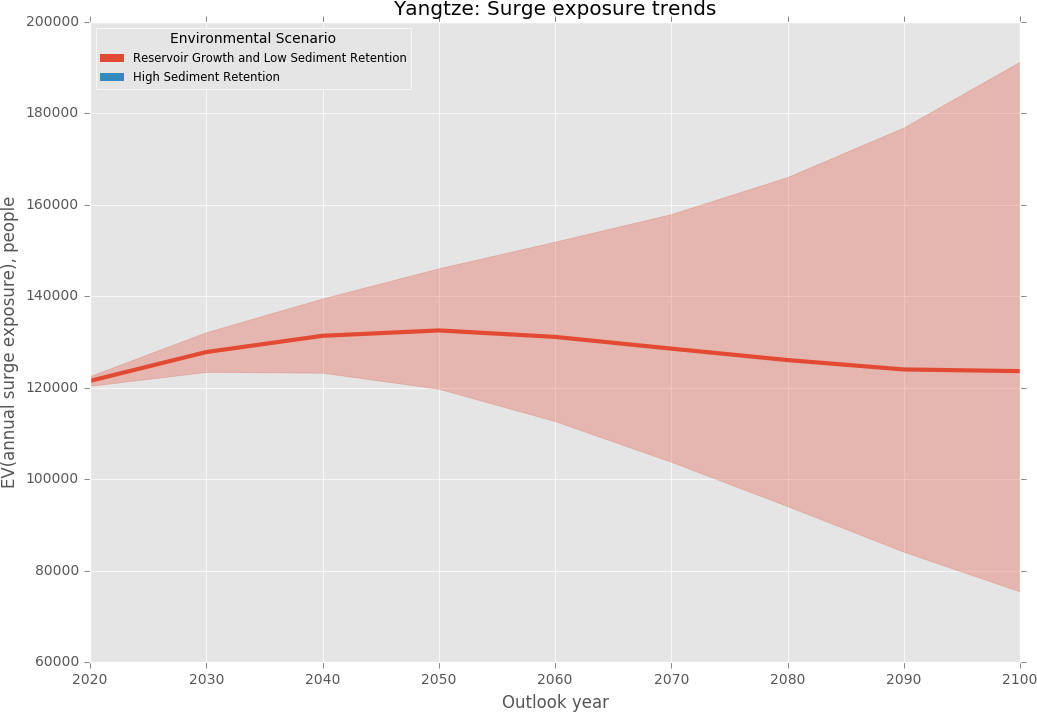 Yangtze: Surge exposure trends
Environmental Scenario
Reservoir Growth and Low Sediment Retention
High Sediment Retention
EV(annual surge exposure), people
200000
180000
160000
140000
120000
100000
80000
60000
2020 2030 2040 2050 2060 2070 2080 2090 2100
Outlook year